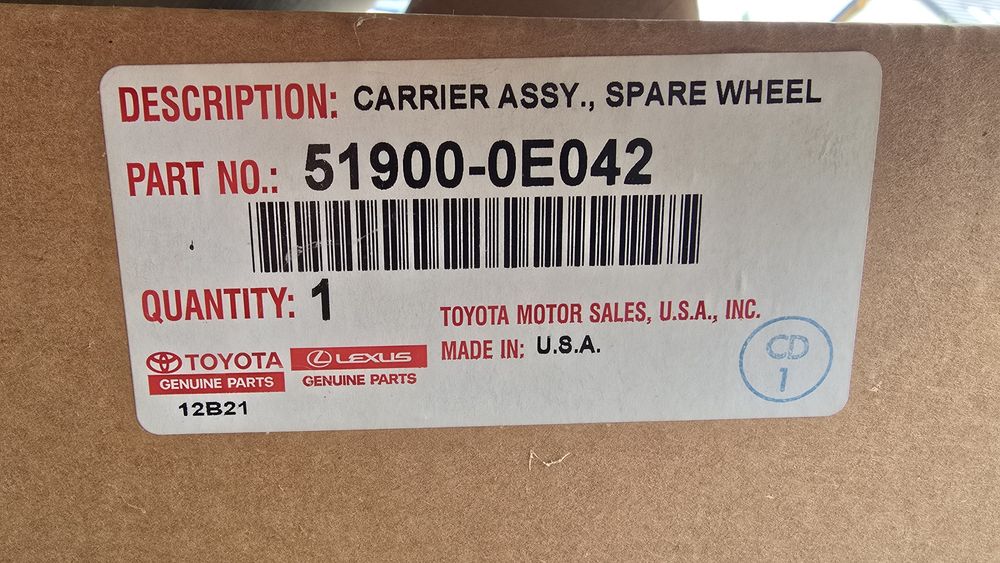 DESCRIPTION: CARRIER ASSY., SPARE WHEEL
PART NO.: 51900-0E042
QUANTITY: 1
TOYOTA MOTOR SALES, U.S.A., INC.
MADE IN: U.S.A.
TOYOTA
GENUINE PARTS
LEXUS
GENUINE PARTS
12B21
CD
1